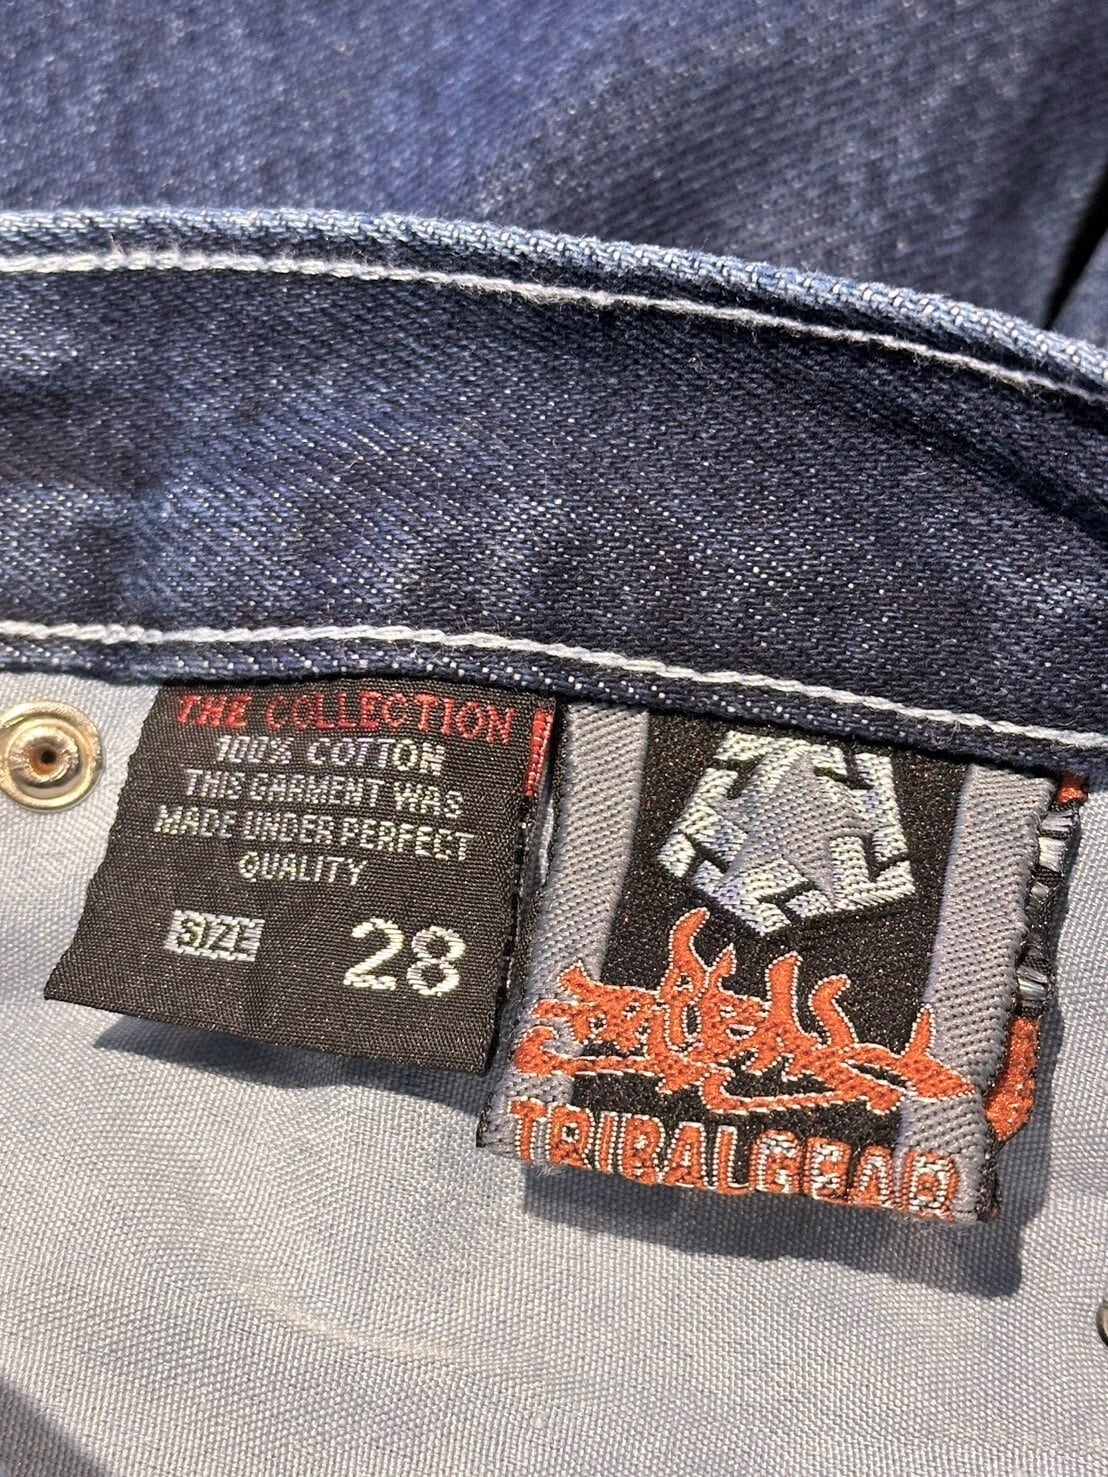 THE COLLECTION
100% COTTON
THIS GARMENT WAS
MADE UNDER PERFECT
QUALITY
SIZE 28
TRIBALGEAR